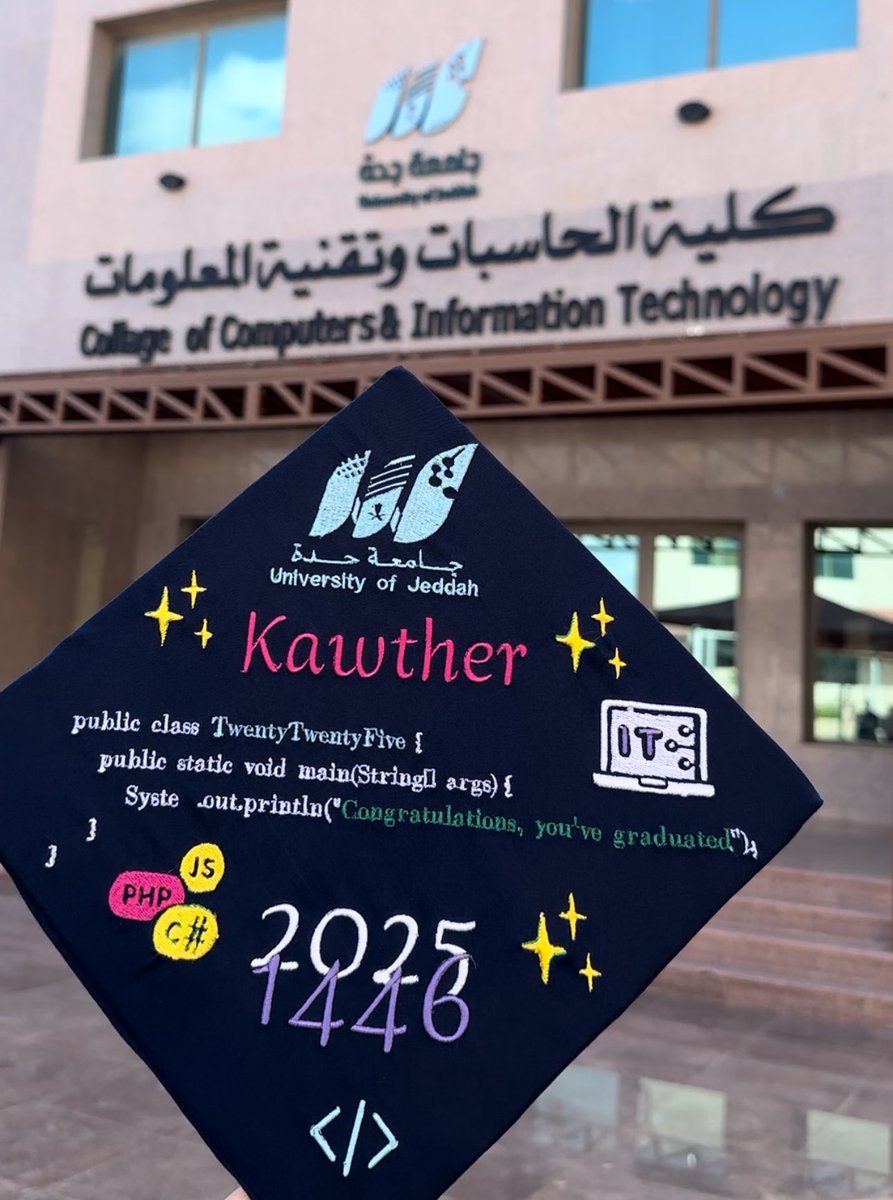 جامعة جدة
University of Jeddah
كلية الحاسبات وتقنية المعلومات
Collage of Computers & Information Technology
جامعة جدة
University of Jeddah
Kawther
public class TwentyTwentyFive {
public static void main(String[] args) {
IT
Syste .out.println("Congratulations, you've graduated");
}
}
JS
PHP
C#
2025
1446
</>